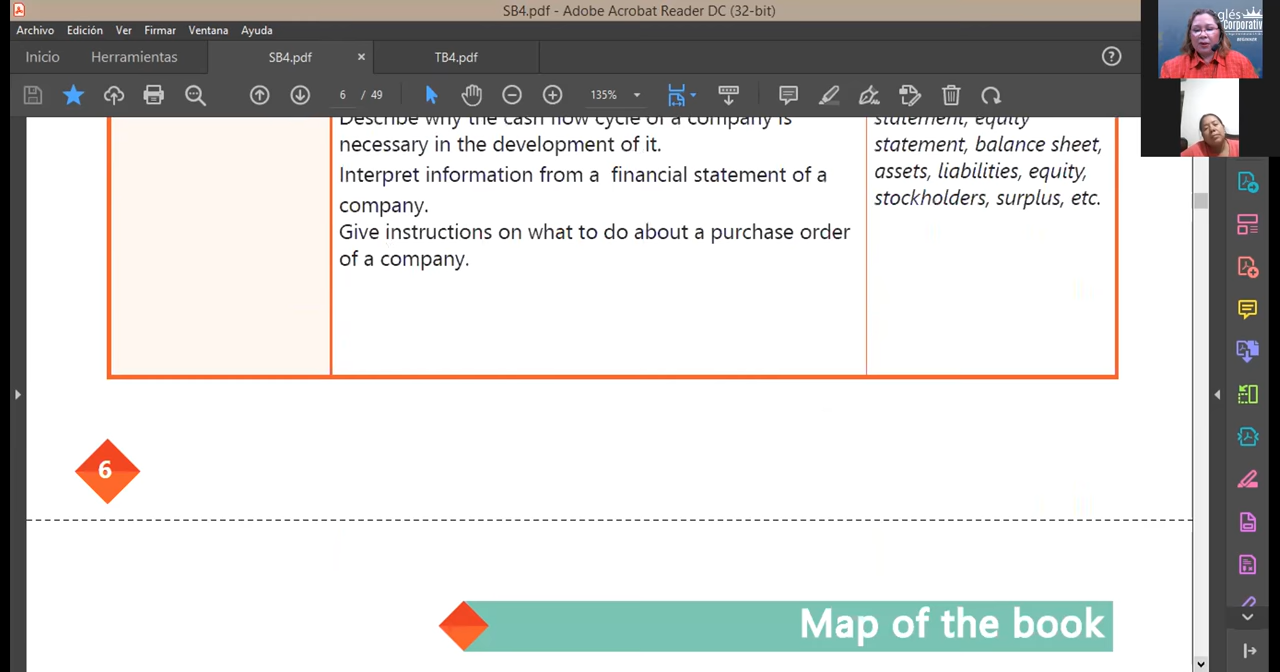 SB4.pdf - Adobe Acrobat Reader DC (32-bit)
Archivo Edición Ver Firmar Ventana Ayuda
Inicio Herramientas SB4.pdf × TB4.pdf
6 / 49 135%
Describe why the cash flow cycle of a company is
necessary in the development of it.
Interpret information from a financial statement of a
company.
Give instructions on what to do about a purchase order
of a company.
statement, equity
statement, balance sheet,
assets, liabilities, equity,
stockholders, surplus, etc.
6
Map of the book